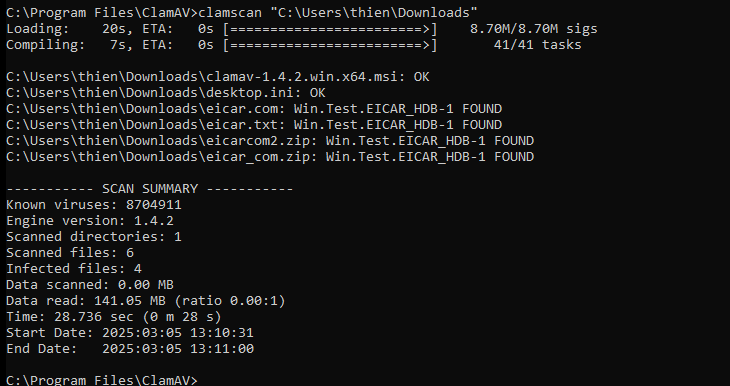 C:\Program Files\ClamAV>clamscan "C:\Users\thien\Downloads"
Loading:    20s, ETA:   0s [========================>]    8.70M/8.70M sigs
Compiling:   7s, ETA:   0s [========================>]       41/41 tasks
C:\Users\thien\Downloads\clamav-1.4.2.win.x64.msi: OK
C:\Users\thien\Downloads\desktop.ini: OK
C:\Users\thien\Downloads\eicar.com: Win.Test.EICAR_HDB-1 FOUND
C:\Users\thien\Downloads\eicar.txt: Win.Test.EICAR_HDB-1 FOUND
C:\Users\thien\Downloads\eicarcom2.zip: Win.Test.EICAR_HDB-1 FOUND
C:\Users\thien\Downloads\eicar_com.zip: Win.Test.EICAR_HDB-1 FOUND
----------- SCAN SUMMARY -----------
Known viruses: 8704911
Engine version: 1.4.2
Scanned directories: 1
Scanned files: 6
Infected files: 4
Data scanned: 0.00 MB
Data read: 141.05 MB (ratio 0.00:1)
Time: 28.736 sec (0 m 28 s)
Start Date: 2025:03:05 13:10:31
End Date:   2025:03:05 13:11:00
C:\Program Files\ClamAV>